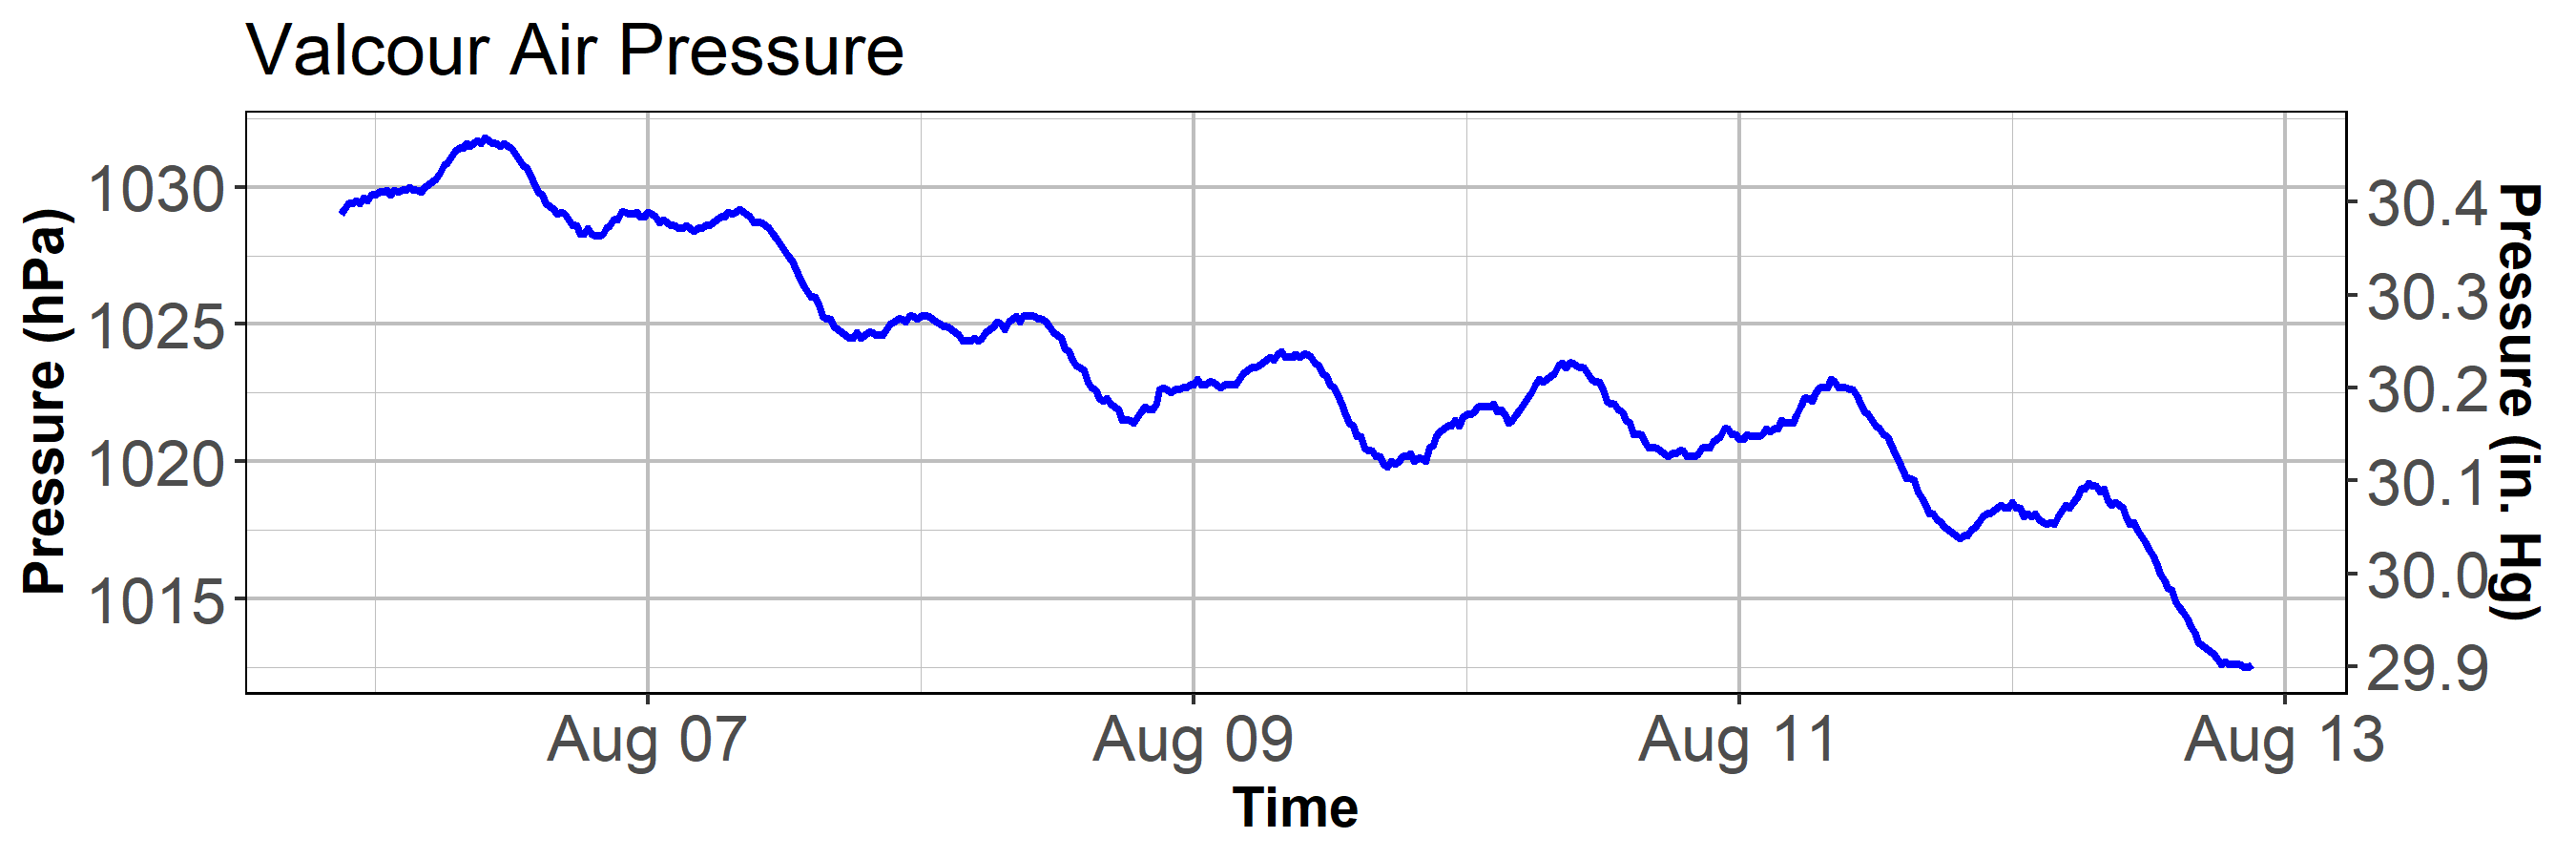 Valcour Air Pressure
Pressure (hPa)
1030
1025
1020
1015
30.4
30.3
30.2
30.1
30.0
29.9
Pressure (in. Hg)
Aug 07
Aug 09
Aug 11
Aug 13
Time